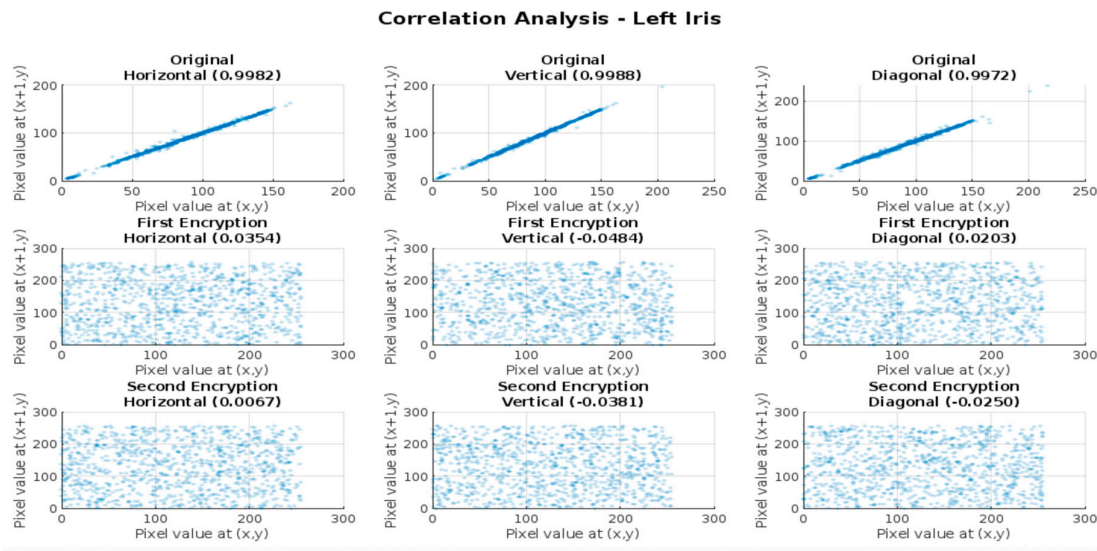 Correlation Analysis - Left Iris
Original
Horizontal (0.9982)
Pixel value at (x+1,y)
200
100
0
0 50 100 150 200
Pixel value at (x,y)
Original
Vertical (0.9988)
Pixel value at (x+1,y)
200
100
0
0 50 100 150 200 250
Pixel value at (x,y)
Original
Diagonal (0.9972)
Pixel value at (x+1,y)
200
100
0
0 50 100 150 200 250
Pixel value at (x,y)
First Encryption
Horizontal (0.0354)
Pixel value at (x+1,y)
300
200
100
0
0 100 200 300
Pixel value at (x,y)
First Encryption
Vertical (-0.0484)
Pixel value at (x+1,y)
300
200
100
0
0 100 200 300
Pixel value at (x,y)
First Encryption
Diagonal (0.0203)
Pixel value at (x+1,y)
300
200
100
0
0 100 200 300
Pixel value at (x,y)
Second Encryption
Horizontal (0.0067)
Pixel value at (x+1,y)
300
200
100
0
0 100 200 300
Pixel value at (x,y)
Second Encryption
Vertical (-0.0381)
Pixel value at (x+1,y)
300
200
100
0
0 100 200 300
Pixel value at (x,y)
Second Encryption
Diagonal (-0.0250)
Pixel value at (x+1,y)
300
200
100
0
0 100 200 300
Pixel value at (x,y)